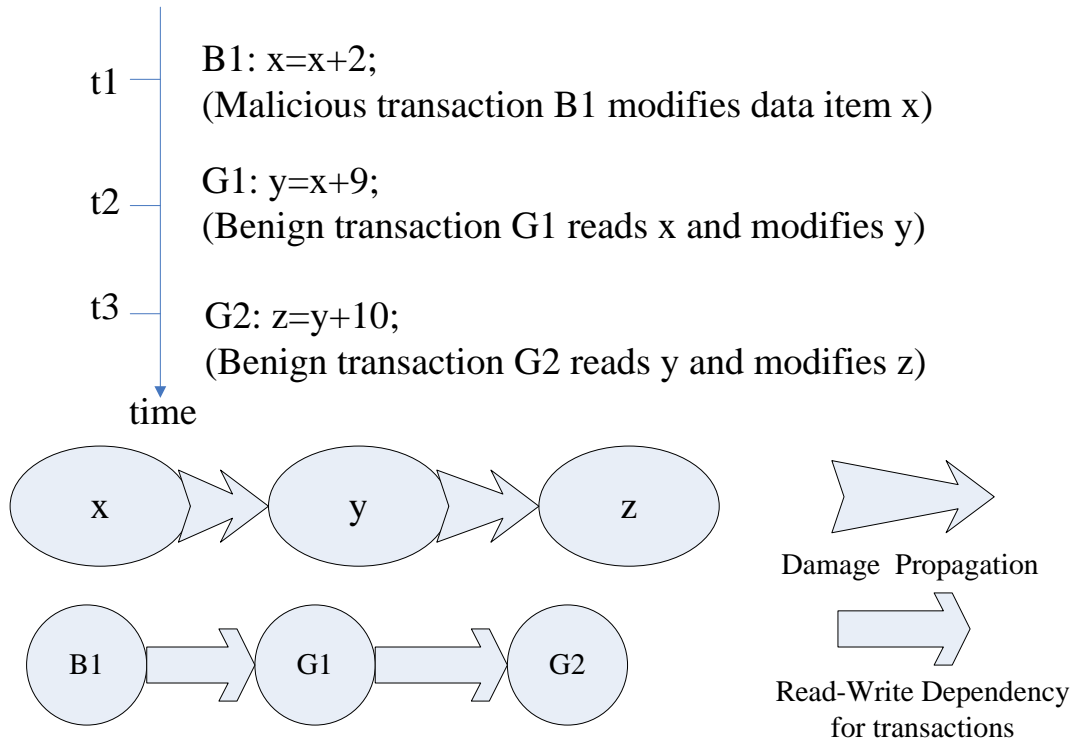 t1
B1: x=x+2;
(Malicious transaction B1 modifies data item x)
t2
G1: y=x+9;
(Benign transaction G1 reads x and modifies y)
t3
G2: z=y+10;
(Benign transaction G2 reads y and modifies z)
time
x
y
z
Damage Propagation
B1
G1
G2
Read-Write Dependency
for transactions